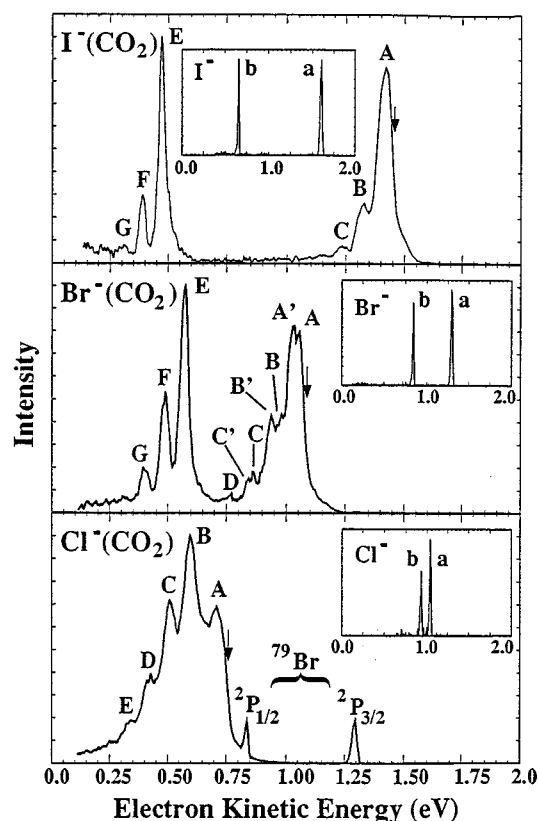 I⁻(CO₂)
E
A
I⁻
b
a
0.0 1.0 2.0
F
G
B
C
Br⁻(CO₂)
E
A' A
Br⁻
b
a
0.0 1.0 2.0
F
G
B
B'
C' C
D
Cl⁻(CO₂)
B
C
A
Cl⁻
b
a
0.0 1.0 2.0
D
E
⁷⁹Br
²P₁/₂
²P₃/₂
Intensity
0.0 0.25 0.50 0.75 1.00 1.25 1.50 1.75 2.0
Electron Kinetic Energy (eV)